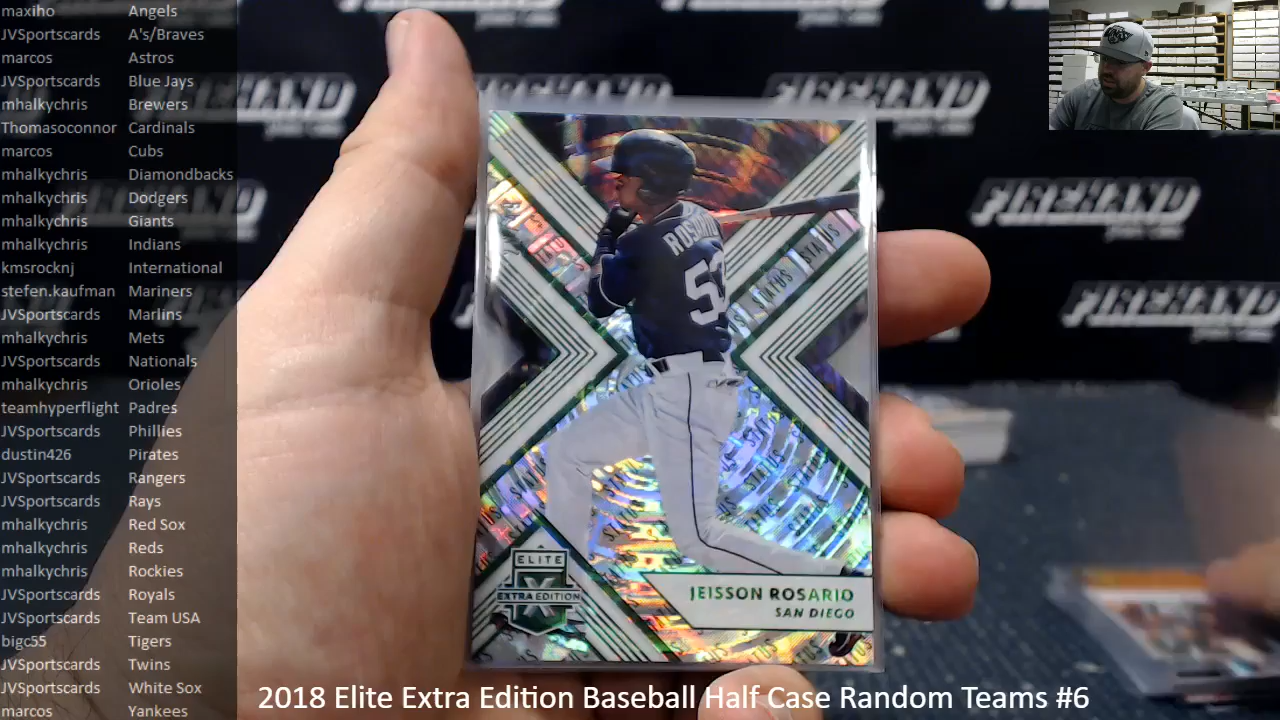 maxiho Angels
JVSportscards A's/Braves
marcos Astros
JVSportscards Blue Jays
mhalkychris Brewers
Thomasoconnor Cardinals
marcos Cubs
mhalkychris Diamondbacks
mhalkychris Dodgers
mhalkychris Giants
mhalkychris Indians
kmsrocknj International
stefen.kaufman Mariners
JVSportscards Marlins
mhalkychris Mets
JVSportscards Nationals
mhalkychris Orioles
teamhyperflight Padres
JVSportscards Phillies
dustin426 Pirates
JVSportscards Rangers
JVSportscards Rays
mhalkychris Red Sox
mhalkychris Reds
mhalkychris Rockies
JVSportscards Royals
JVSportscards Team USA
bigc55 Tigers
JVSportscards Twins
JVSportscards White Sox
marcos Yankees
FIREHAND
FIREHAND
FIREHAND
STATUS STATUS
ELITE
EXTRA EDITION
JEISSON ROSARIO
SAN DIEGO
2018 Elite Extra Edition Baseball Half Case Random Teams #6